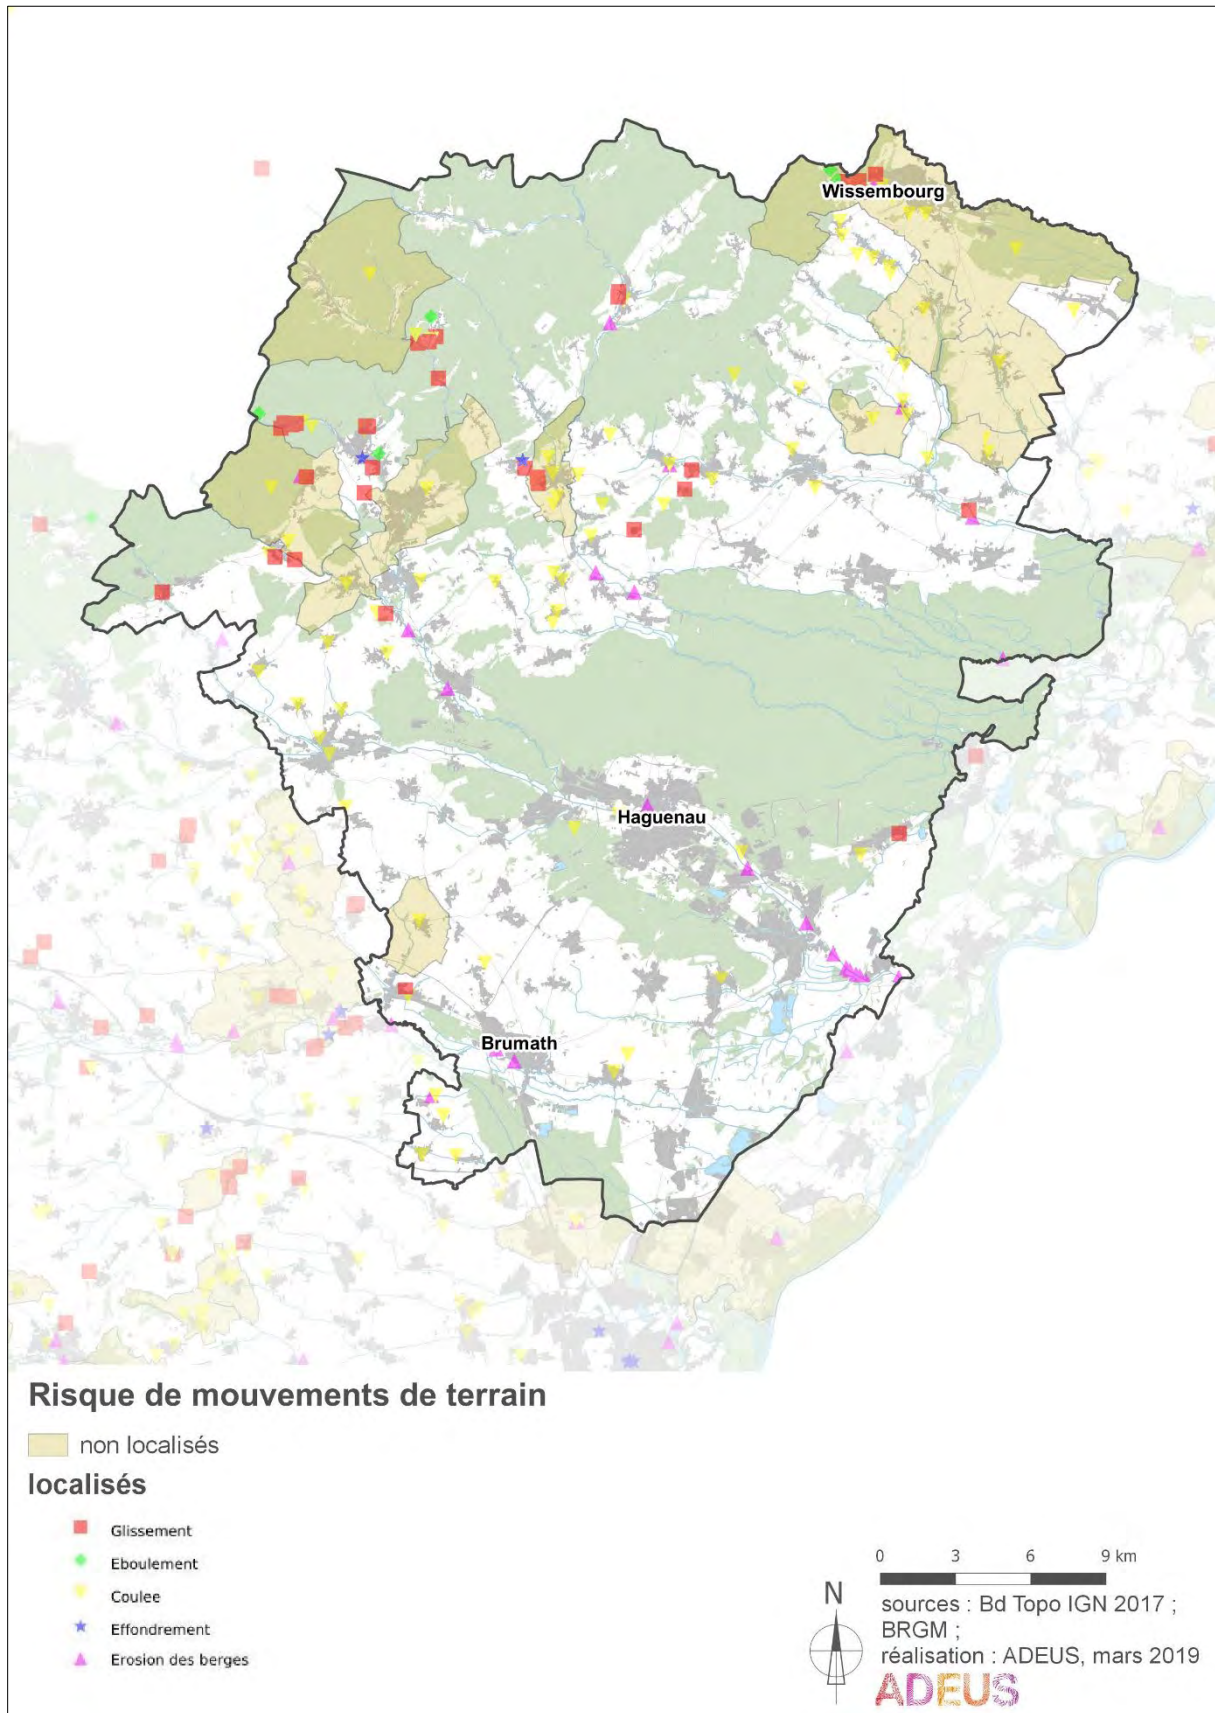 Wissembourg
Haguenau
Brumath
Risque de mouvements de terrain
non localisés
localisés
Glissement
Eboulement
Coulee
Effondrement
Erosion des berges
0 3 6 9 km
N
sources : Bd Topo IGN 2017 ;
BRGM ;
réalisation : ADEUS, mars 2019
ADEUS